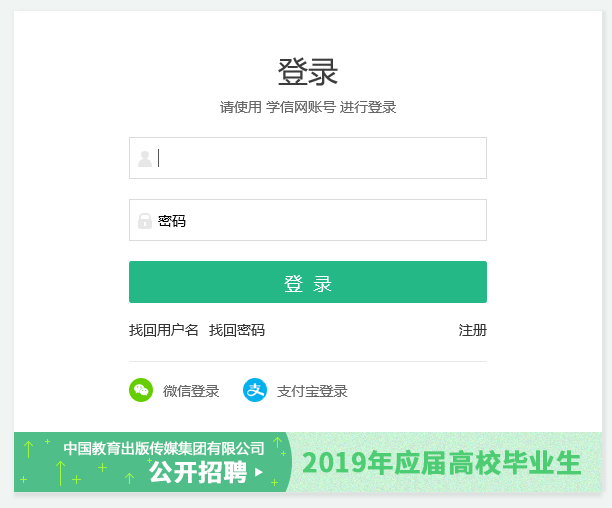 登录
请使用 学信网账号 进行登录
密码
登 录
找回用户名 找回密码 注册
微信登录 支付宝登录
中国教育出版传媒集团有限公司
公开招聘
2019年应届高校毕业生